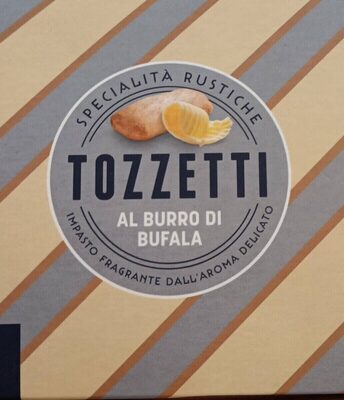 SPECIALITÀ RUSTICHE
TOZZETTI
AL BURRO DI
BUFALA
IMPASTO FRAGRANTE DALL'AROMA DELICATO